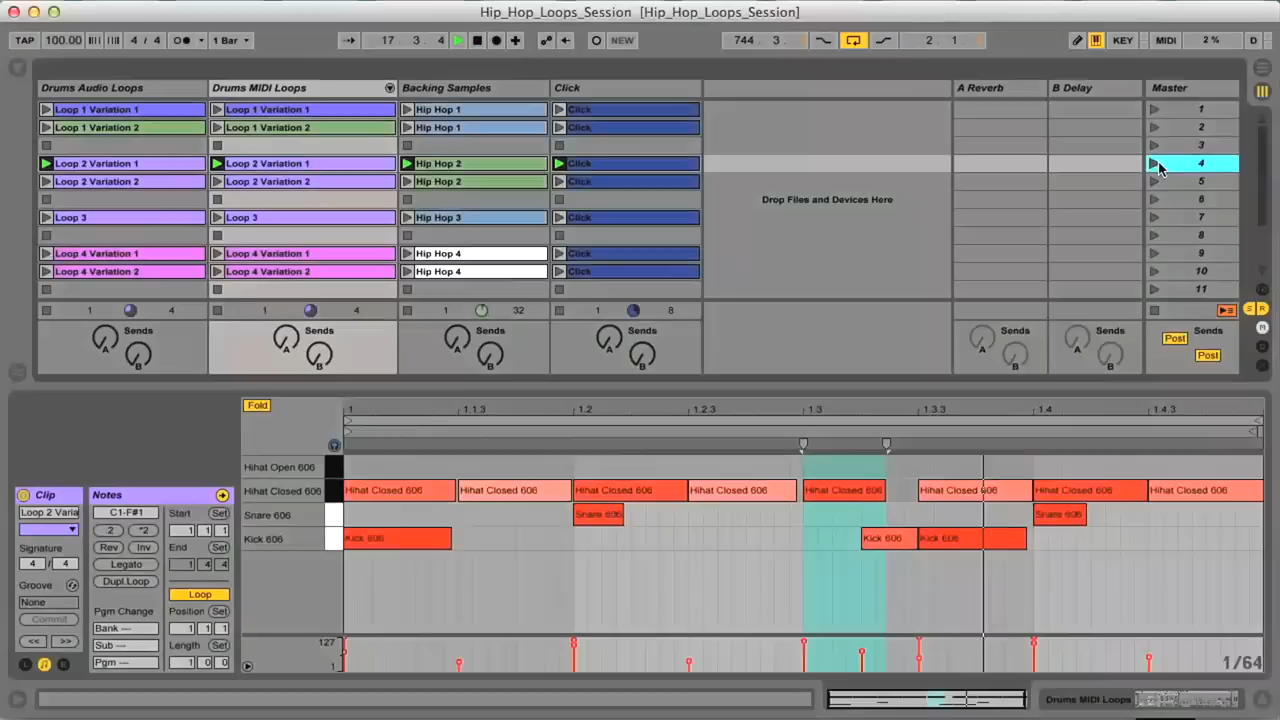 Hip_Hop_Loops_Session [Hip_Hop_Loops_Session]
TAP 100.00 4 / 4 1 Bar 17 . 3 . 4 NEW 744 . 3 . 2 . 1 . KEY MIDI 2 % D
Drums Audio Loops Drums MIDI Loops Backing Samples Click A Reverb B Delay Master
Loop 1 Variation 1 Loop 1 Variation 1 Hip Hop 1 Click 1
Loop 1 Variation 2 Loop 1 Variation 2 Hip Hop 1 Click 2
3
Loop 2 Variation 1 Loop 2 Variation 1 Hip Hop 2 Click 4
Loop 2 Variation 2 Loop 2 Variation 2 Hip Hop 2 Click 5
Drop Files and Devices Here 6
Loop 3 Loop 3 Hip Hop 3 Click 7
8
Loop 4 Variation 1 Loop 4 Variation 1 Hip Hop 4 Click 9
Loop 4 Variation 2 Loop 4 Variation 2 Hip Hop 4 Click 10
11
1 4 1 4 1 32 1 8 S R
Sends Sends Sends Sends Sends Sends Sends
A A A A A B Post
B B B B Post
Fold 1 1.1.3 1.2 1.2.3 1.3 1.3.3 1.4 1.4.3
Hihat Open 606
Hihat Closed 606 Hihat Closed 606 Hihat Closed 606 Hihat Closed 606 Hihat Closed 606 Hihat Closed 606 Hihat Closed 606 Hihat Closed 606 Hihat Closed 606
Snare 606 Snare 606 Snare 606
Kick 606 Kick 606 Kick 606 Kick 606
Clip Notes
Loop 2 Varia C1-F#1 Start Set
:2 *2 1 1 1
Signature Rev Inv End Set
4 / 4 Legato 1 4 4
Groove Dupl.Loop Loop
None Pgm Change Position Set
Commit Bank --- 1 1 1
<< >> Sub --- Length Set
L E Pgm --- 1 0 0
127
1 1/64
Drums MIDI Loops